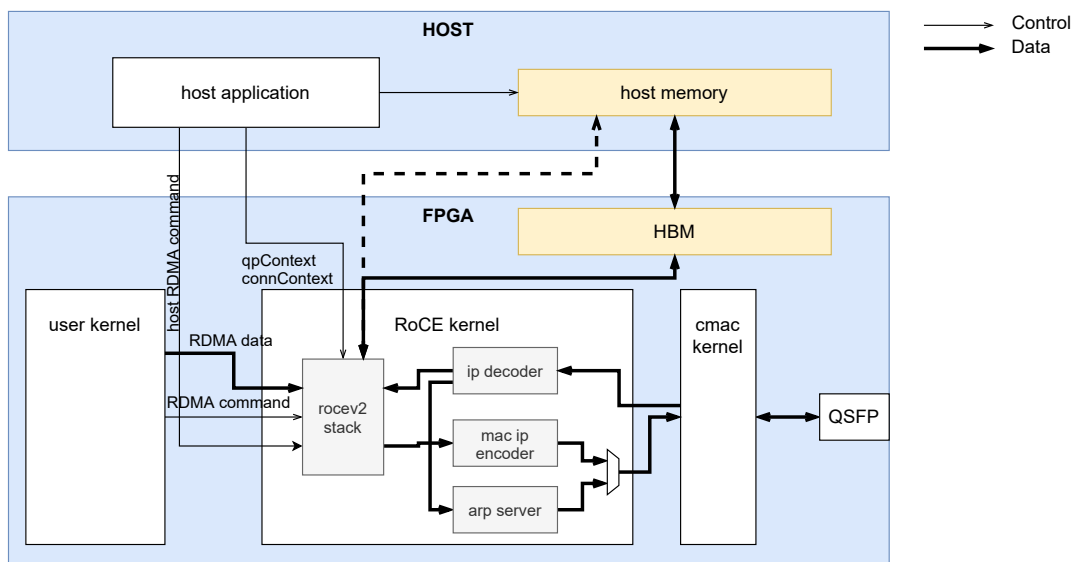 HOST
Control
Data
host application
host memory
host RDMA command
FPGA
HBM
qpContext
connContext
user kernel
RoCE kernel
cmac
kernel
RDMA data
ip decoder
rocev2
stack
RDMA command
QSFP
mac ip
encoder
arp server